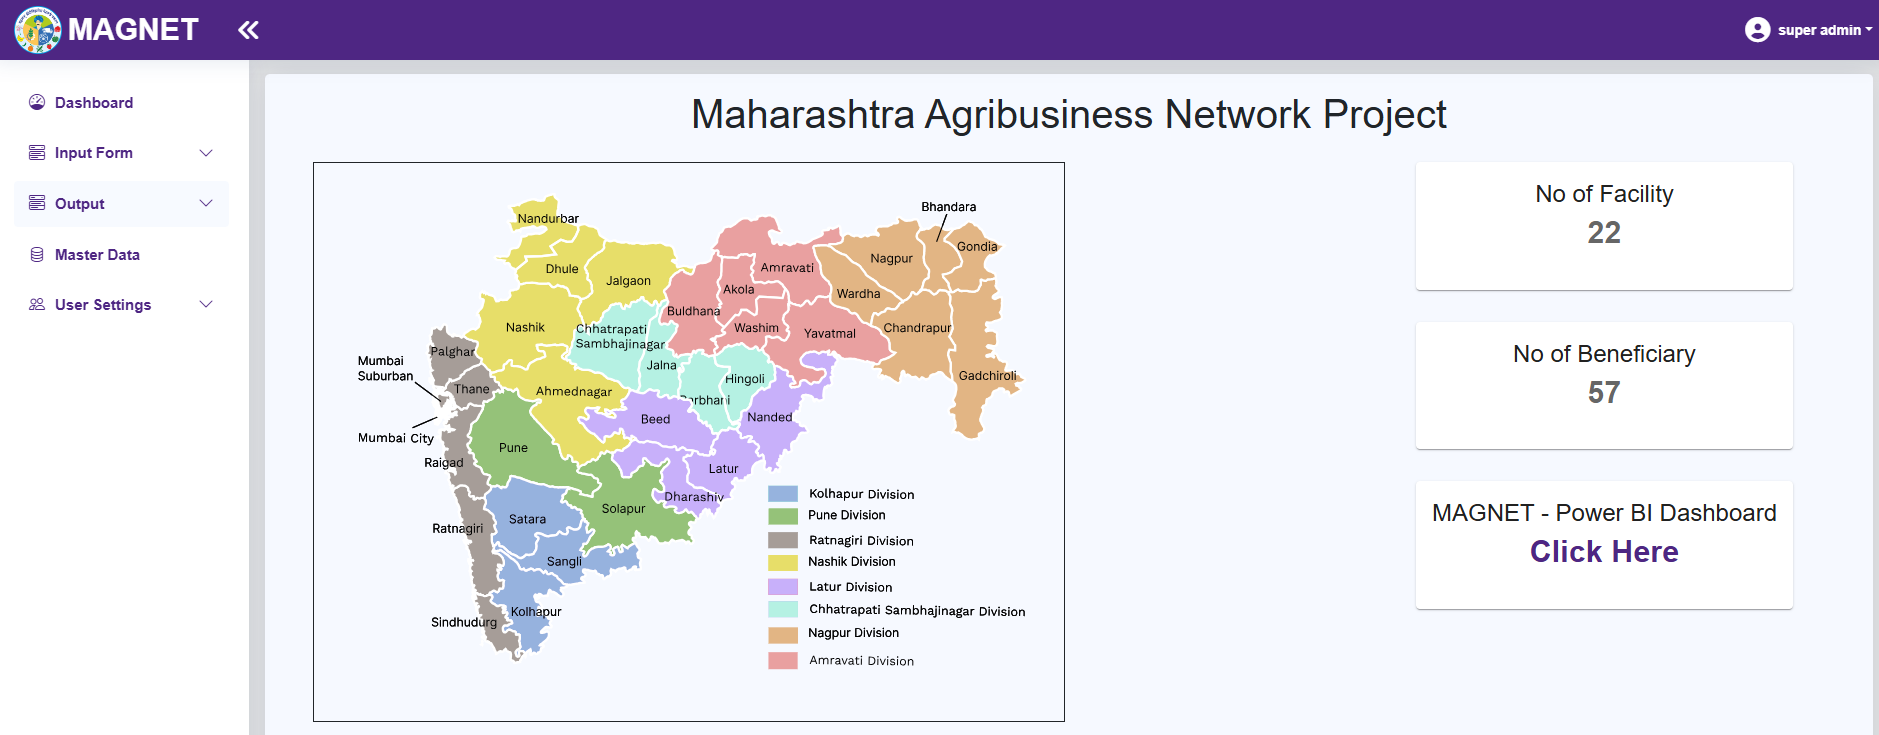 MAGNET
super admin
Dashboard
Input Form
Output
Master Data
User Settings
Maharashtra Agribusiness Network Project
Nandurbar
Dhule
Jalgaon
Nashik
Ahmednagar
Bhandara
Gondia
Nagpur
Wardha
Chandrapur
Gadchiroli
Amravati
Akola
Buldhana
Washim
Yavatmal
Chhatrapati
Sambhajinagar
Jalna
Hingoli
Parbhani
Palghar
Mumbai
Suburban
Thane
Mumbai City
Raigad
Ratnagiri
Sindhudurg
Beed
Nanded
Latur
Dharashiv
Pune
Solapur
Satara
Sangli
Kolhapur
Kolhapur Division
Pune Division
Ratnagiri Division
Nashik Division
Latur Division
Chhatrapati Sambhajinagar Division
Nagpur Division
Amravati Division
No of Facility
22
No of Beneficiary
57
MAGNET - Power BI Dashboard
Click Here